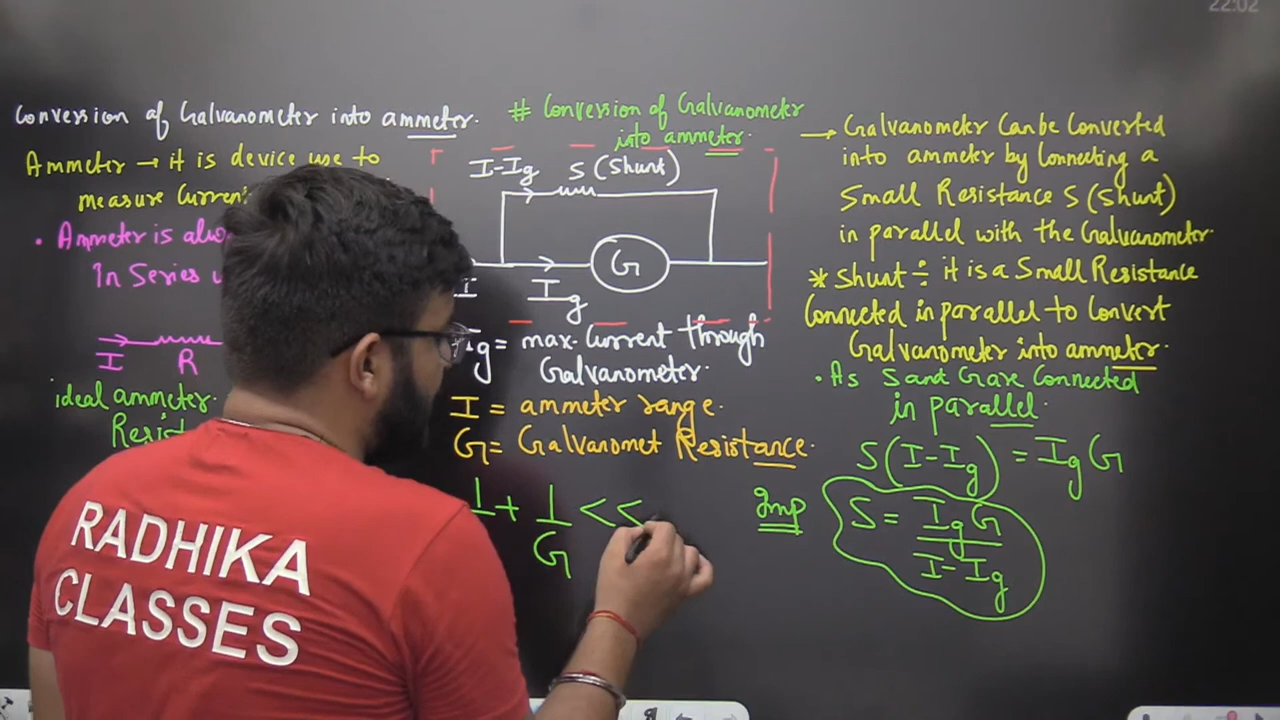 22:02
Conversion of Galvanometer into ammeter.
Ammeter → it is device use to
measure Current
• Ammeter is
In Series
I R
ideal ammeter.
# Conversion of Galvanometer
into ammeter.
I-Ig S (Shunt)
G
I Ig
Ig = max. Current through
Galvanometer.
I = ammeter range.
G = Galvanomet Resistance.
1 + 1/G <<
→ Galvanometer Can be Converted
into ammeter by Connecting a
Small Resistance S (Shunt)
in parallel with the Galvanometer.
* Shunt ÷ it is a Small Resistance
Connected in parallel to Convert
Galvanometer into ammeter.
• As S and G are Connected
in parallel.
S(I-Ig) = Ig G
Imp S = Ig G / I-Ig
RADHIKA
CLASSES